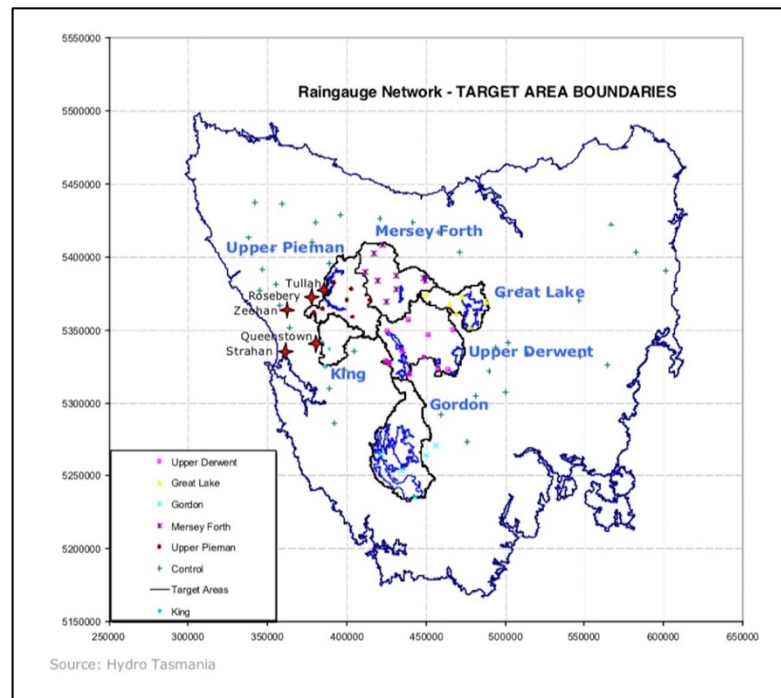 5550000
Raingauge Network - TARGET AREA BOUNDARIES
5500000
5450000
Mersey Forth
5400000
Upper Pieman
Tullah
Rosebery
Great Lake
Zeehan
5350000
Queenstown
Upper Derwent
Strahan
King
5300000
Gordon
Upper Derwent
Great Lake
5250000
Gordon
Mersey Forth
Upper Pieman
5200000
Control
Target Areas
King
5150000
250000 300000 350000 400000 450000 500000 550000 600000 650000
Source: Hydro Tasmania